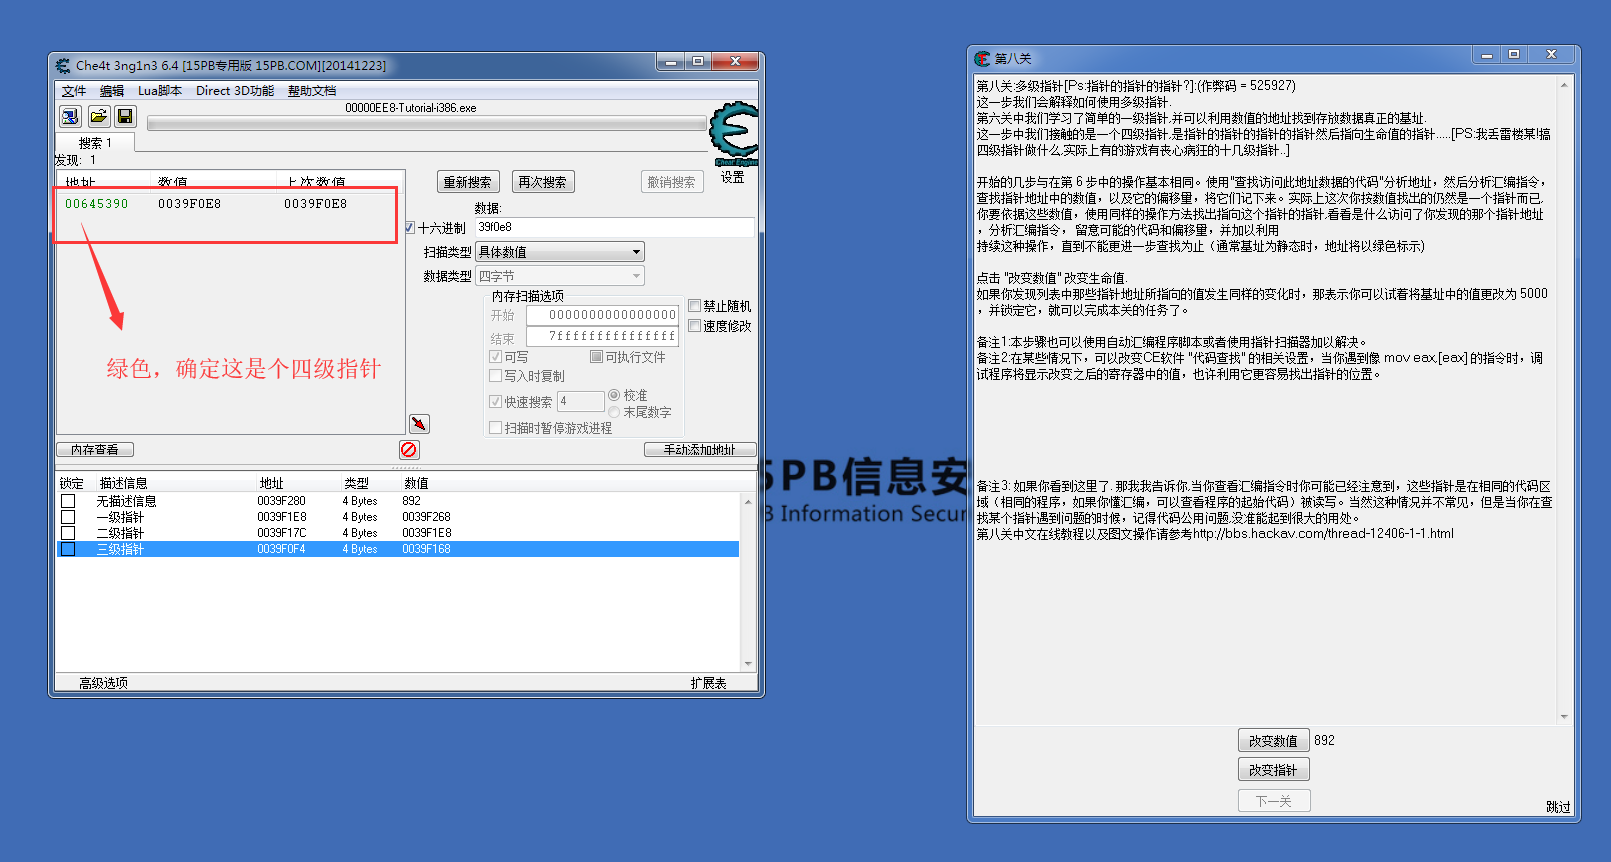 Che4t 3ng1n3 6.4 [15PB专用版 15PB.COM][20141223]
文件 编辑 Lua脚本 Direct 3D功能 帮助文档
00000EE8-Tutorial-i386.exe
搜索 1
发现: 1
地址 数值 上次数值
00645390 0039F0E8 0039F0E8
绿色，确定这是个四级指针
Cheat Engine
设置
重新搜索 再次搜索 撤消搜索
数据:
十六进制 39f0e8
扫描类型 具体数值
数据类型 四字节
内存扫描选项
开始 0000000000000000
结束 7fffffffffffffff
可写 可执行文件
写入时复制
快速搜索 4 校准
末尾数字
扫描时暂停游戏进程
禁止随机
速度修改
内存查看 手动添加地址
锁定 描述信息 地址 类型 数值
无描述信息 0039F280 4 Bytes 892
一级指针 0039F1E8 4 Bytes 0039F268
二级指针 0039F17C 4 Bytes 0039F1E8
三级指针 0039F0F4 4 Bytes 0039F168
高级选项 扩展表
5PB信息安
3 Information Secur
第八关
第八关:多级指针[Ps:指针的指针的指针?]:(作弊码 = 525927)
这一步我们会解释如何使用多级指针.
第六关中我们学习了简单的一级指针.并可以利用数值的地址找到存放数据真正的基址.
这一步中我们接触的是一个四级指针.是指针的指针的指针的指针然后指向生命值的指针.....[PS:我丢雷楼某!搞
四级指针做什么.实际上有的游戏有丧心病狂的十几级指针..]
开始的几步与在第 6 步中的操作基本相同。使用"查找访问此地址数据的代码"分析地址，然后分析汇编指令，
查找指针地址中的数值，以及它的偏移量，将它们记下来。实际上这次你按数值找出的仍然是一个指针而已.
你要依据这些数值，使用同样的操作方法找出指向这个指针的指针.看看是什么访问了你发现的那个指针地址
，分析汇编指令， 留意可能的代码和偏移量，并加以利用
持续这种操作，直到不能更进一步查找为止（通常基址为静态时，地址将以绿色标示)
点击 "改变数值" 改变生命值.
如果你发现列表中那些指针地址所指向的值发生同样的变化时，那表示你可以试着将基址中的值更改为 5000
，并锁定它，就可以完成本关的任务了。
备注1:本步骤也可以使用自动汇编程序脚本或者使用指针扫描器加以解决。
备注2:在某些情况下，可以改变CE软件 "代码查找" 的相关设置，当你遇到像 mov eax,[eax] 的指令时，调
试程序将显示改变之后的寄存器中的值，也许利用它更容易找出指针的位置。
备注3: 如果你看到这里了. 那我我告诉你.当你查看汇编指令时你可能已经注意到，这些指针是在相同的代码区
域（相同的程序，如果你懂汇编，可以查看程序的起始代码）被读写。当然这种情况并不常见，但是当你在查
找某个指针遇到问题的时候，记得代码公用问题.没准能起到很大的用处。
第八关中文在线教程以及图文操作请参考http://bbs.hackav.com/thread-12406-1-1.html
改变数值 892
改变指针
下一关
跳过